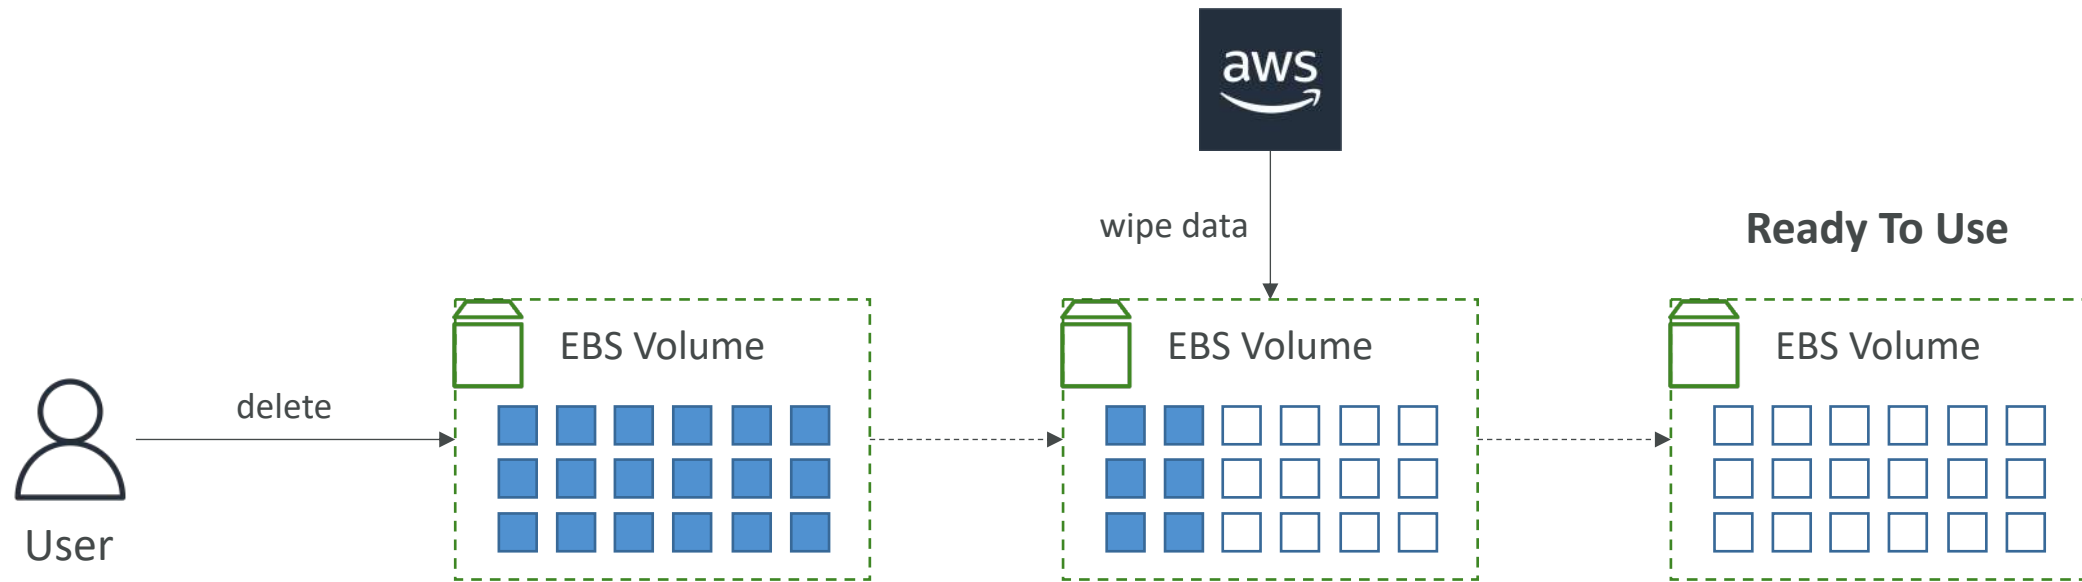 aws
wipe data
Ready To Use
EBS Volume
EBS Volume
EBS Volume
delete
User